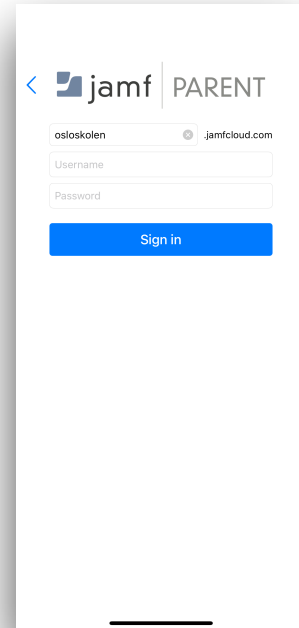 jamf PARENT
osloskolen .jamfcloud.com
Username
Password
Sign in